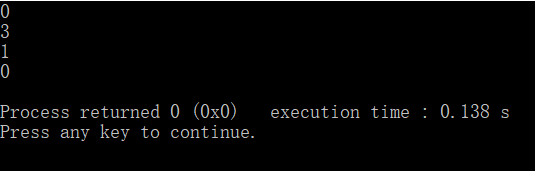 0
3
1
0
Process returned 0 (0x0)   execution time : 0.138 s
Press any key to continue.